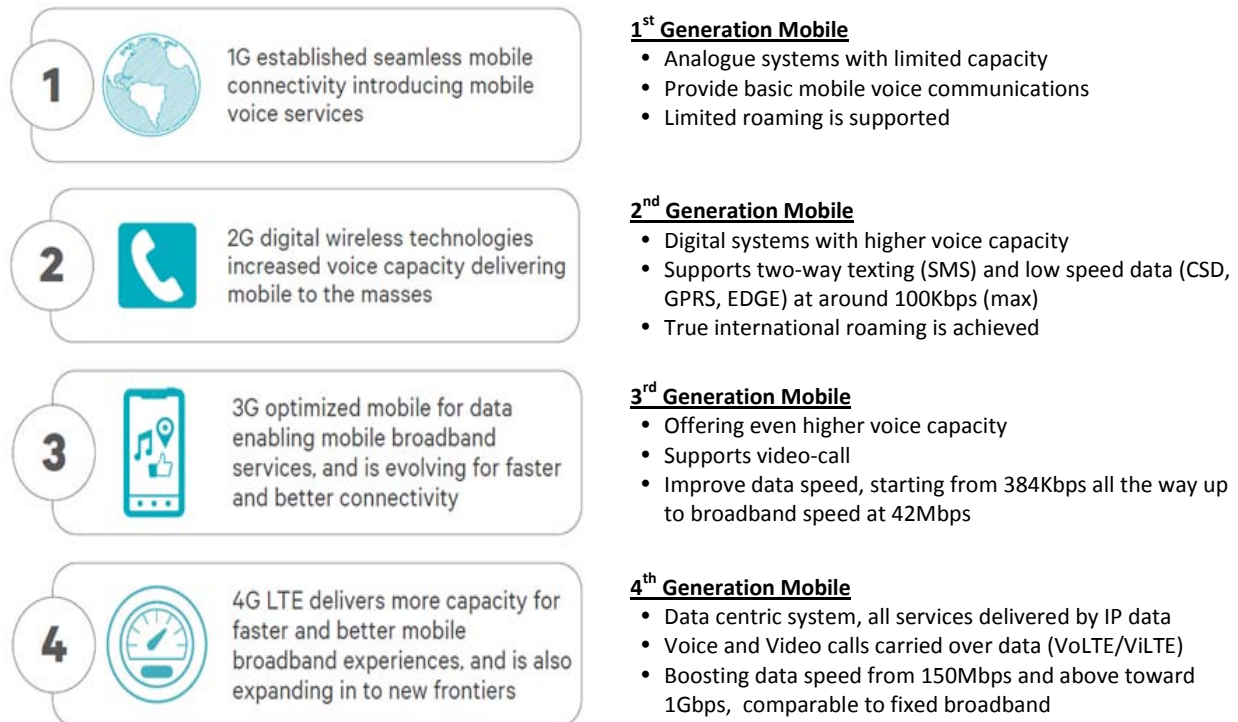 1
1G established seamless mobile
connectivity introducing mobile
voice services
1st Generation Mobile
• Analogue systems with limited capacity
• Provide basic mobile voice communications
• Limited roaming is supported
2
2G digital wireless technologies
increased voice capacity delivering
mobile to the masses
2nd Generation Mobile
• Digital systems with higher voice capacity
• Supports two-way texting (SMS) and low speed data (CSD,
GPRS, EDGE) at around 100Kbps (max)
• True international roaming is achieved
3
3G optimized mobile for data
enabling mobile broadband
services, and is evolving for faster
and better connectivity
3rd Generation Mobile
• Offering even higher voice capacity
• Supports video-call
• Improve data speed, starting from 384Kbps all the way up
to broadband speed at 42Mbps
4
4G LTE delivers more capacity for
faster and better mobile
broadband experiences, and is also
expanding in to new frontiers
4th Generation Mobile
• Data centric system, all services delivered by IP data
• Voice and Video calls carried over data (VoLTE/ViLTE)
• Boosting data speed from 150Mbps and above toward
1Gbps, comparable to fixed broadband